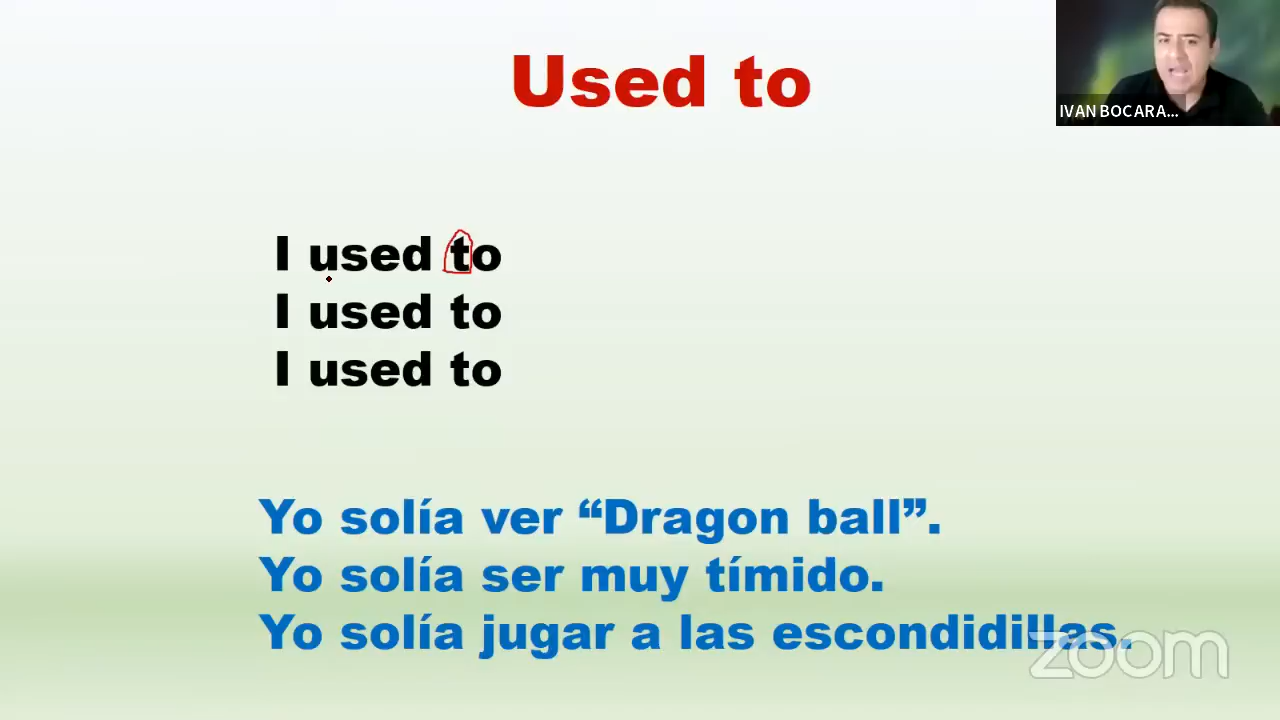 Used to
IVAN BOCARA...
I used to
I used to
I used to
Yo solía ver “Dragon ball”.
Yo solía ser muy tímido.
Yo solía jugar a las escondidillas.
zoom